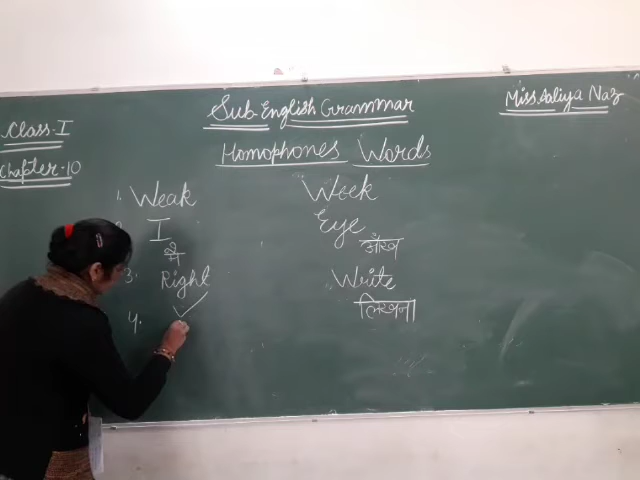 Sub-English Grammar
Miss.Aaliya Naz
Class-I
Chapter-10
Homophones Words
1. Weak Week
2. I Eye
मैं आँख
3. Right Write
✓ लिखना
4.